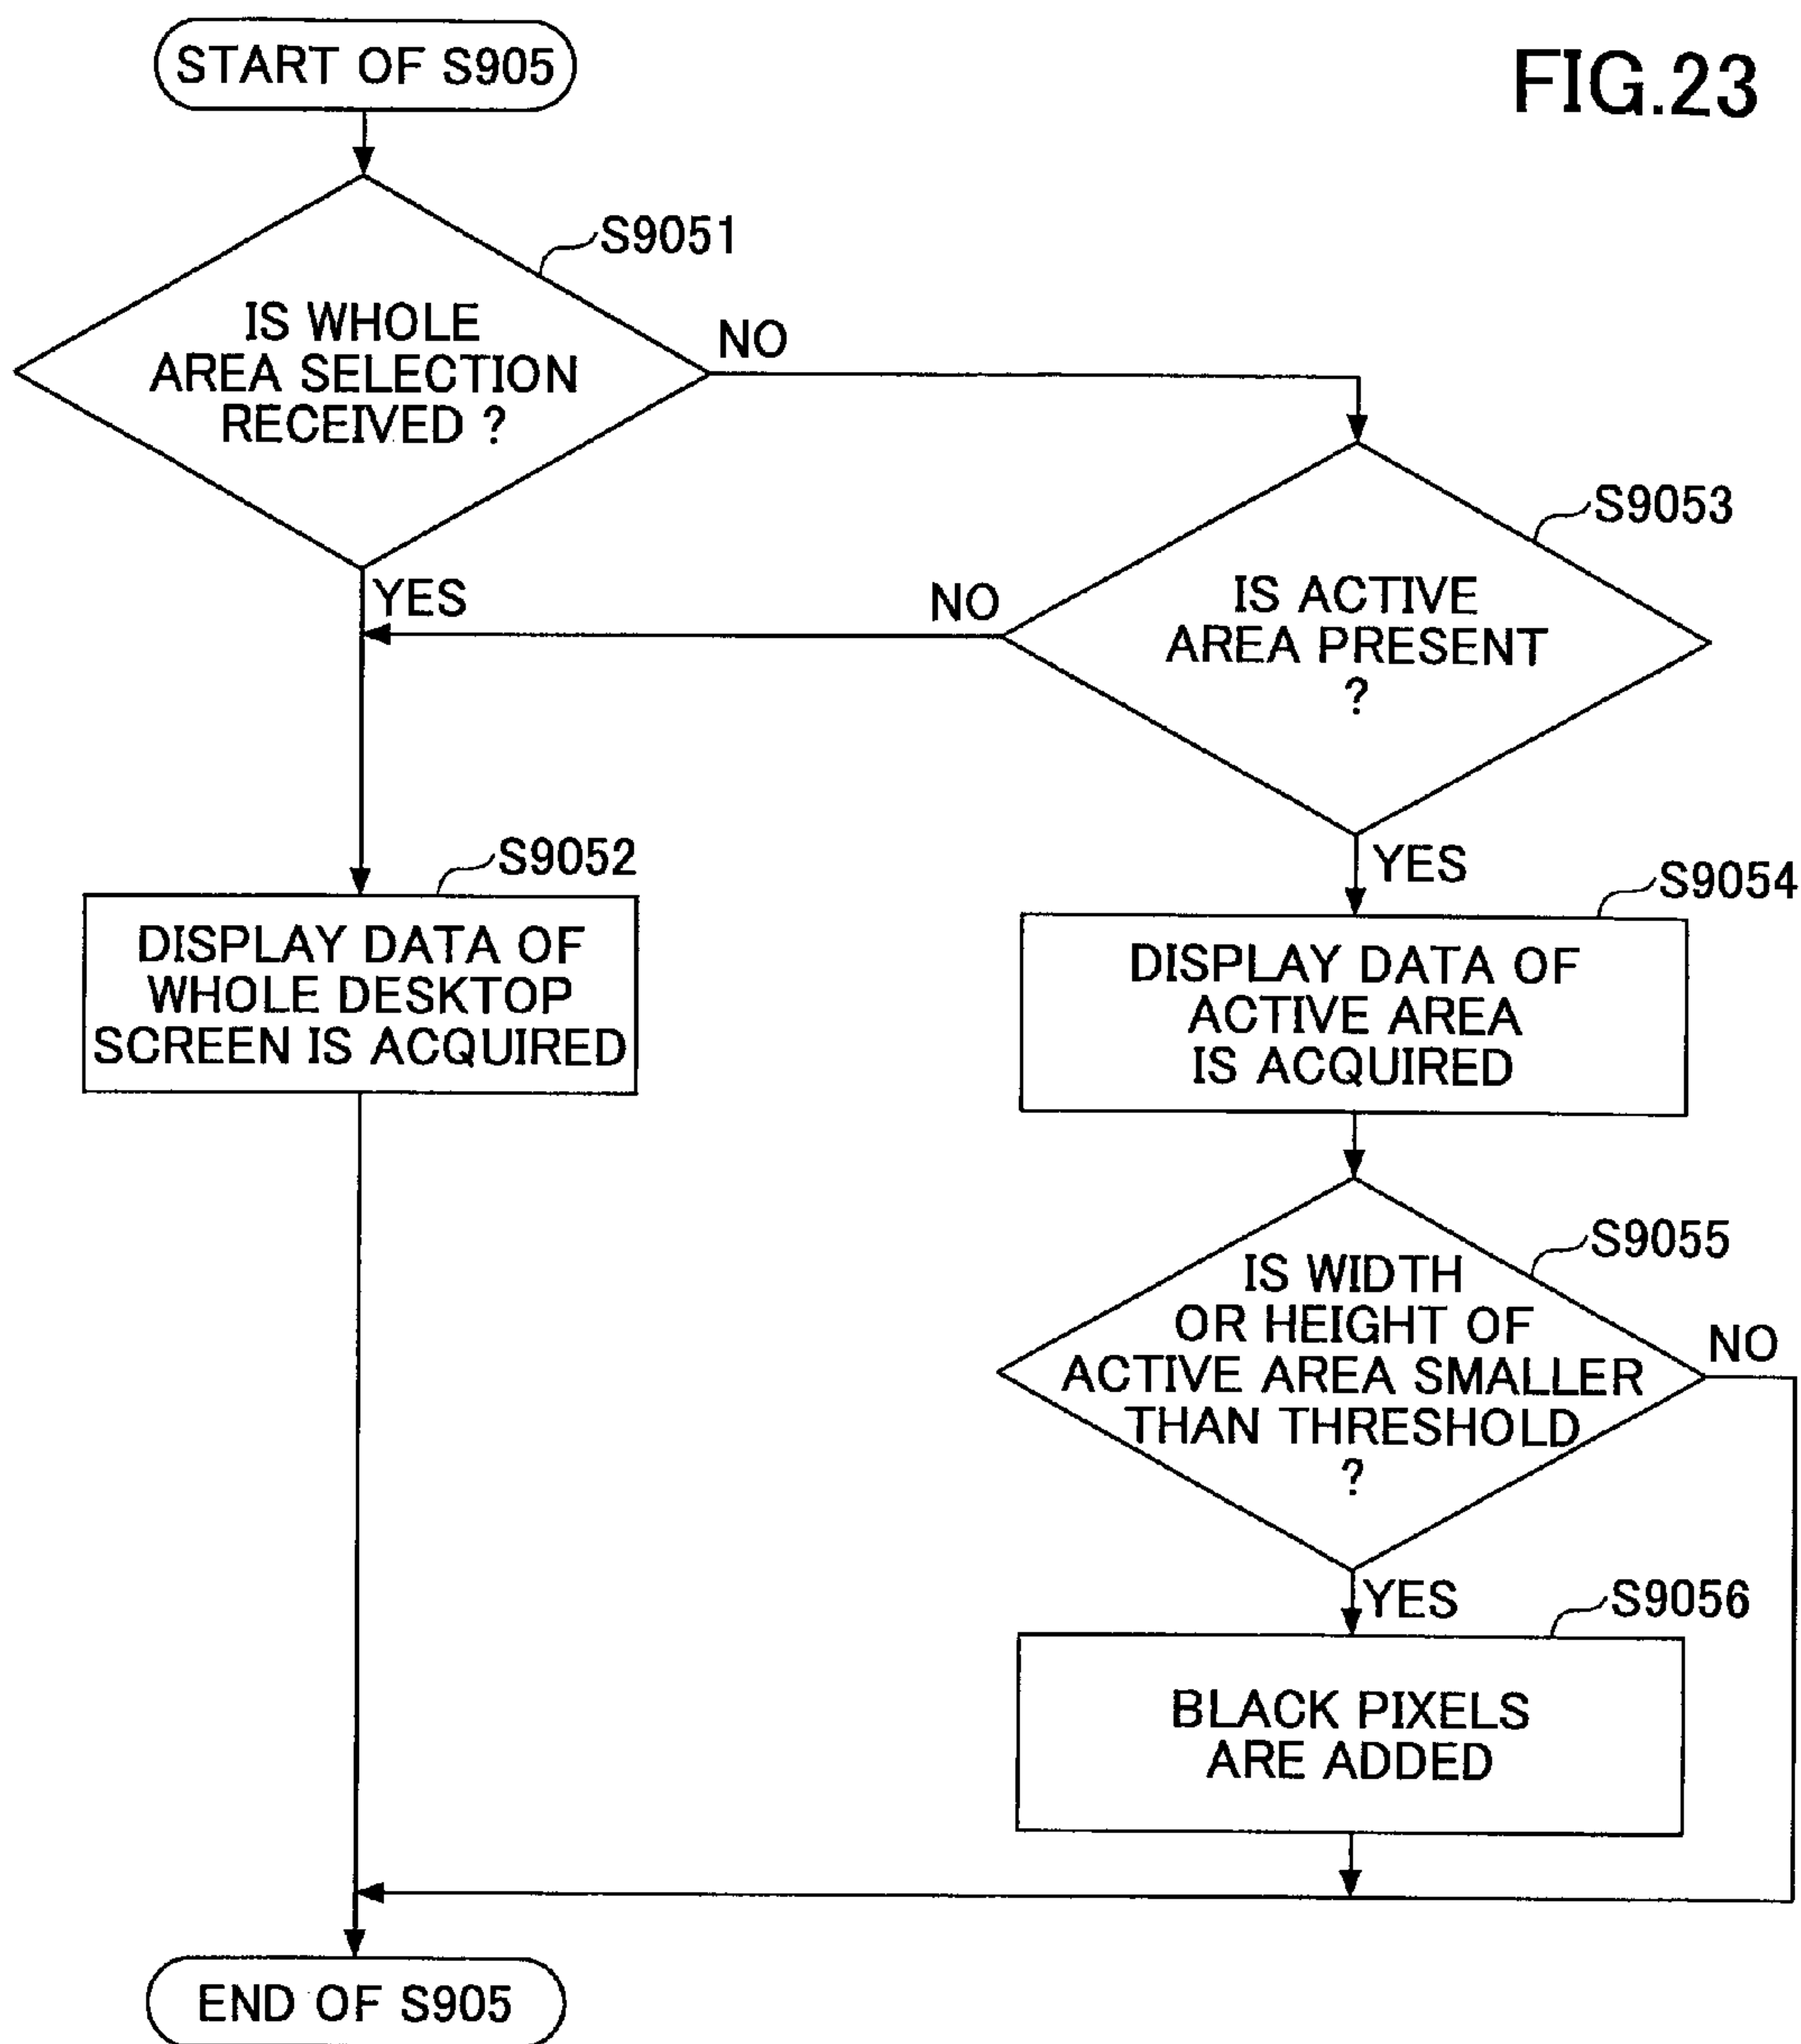 FIG.23
START OF S905
S9051
IS WHOLE
AREA SELECTION
RECEIVED ?
NO
YES
S9053
IS ACTIVE
AREA PRESENT
?
NO
YES
S9052
DISPLAY DATA OF
WHOLE DESKTOP
SCREEN IS ACQUIRED
S9054
DISPLAY DATA OF
ACTIVE AREA
IS ACQUIRED
S9055
IS WIDTH
OR HEIGHT OF
ACTIVE AREA SMALLER
THAN THRESHOLD
?
NO
YES
S9056
BLACK PIXELS
ARE ADDED
END OF S905